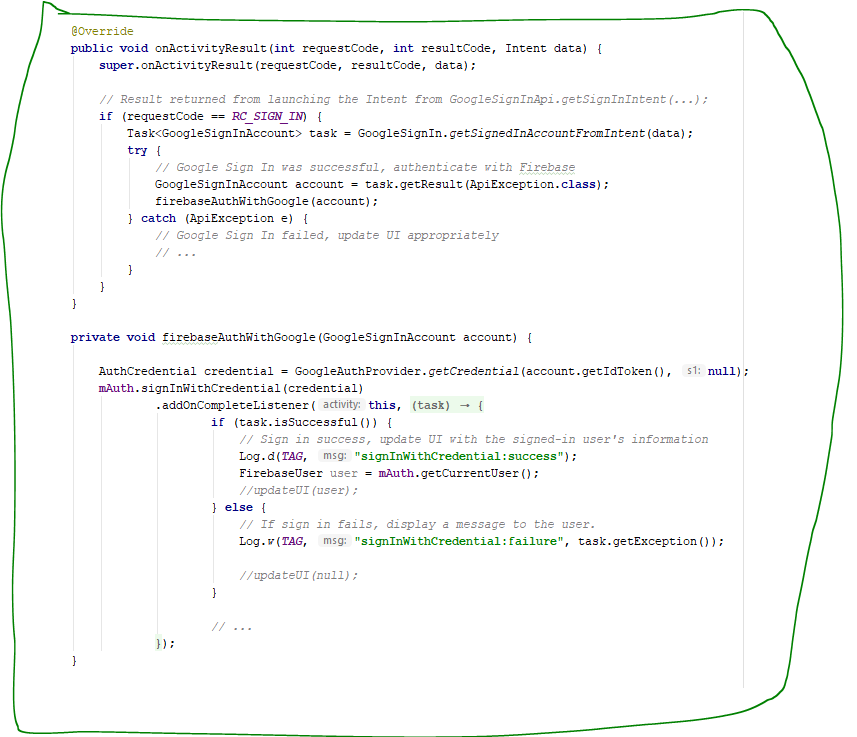 @Override
public void onActivityResult(int requestCode, int resultCode, Intent data) {
super.onActivityResult(requestCode, resultCode, data);
// Result returned from launching the Intent from GoogleSignInApi.getSignInIntent(...);
if (requestCode == RC_SIGN_IN) {
Task<GoogleSignInAccount> task = GoogleSignIn.getSignedInAccountFromIntent(data);
try {
// Google Sign In was successful, authenticate with Firebase
GoogleSignInAccount account = task.getResult(ApiException.class);
firebaseAuthWithGoogle(account);
} catch (ApiException e) {
// Google Sign In failed, update UI appropriately
// ...
}
}
}
private void firebaseAuthWithGoogle(GoogleSignInAccount account) {
AuthCredential credential = GoogleAuthProvider.getCredential(account.getIdToken(), s1: null);
mAuth.signInWithCredential(credential)
.addOnCompleteListener( activity: this, (task) → {
if (task.isSuccessful()) {
// Sign in success, update UI with the signed-in user's information
Log.d(TAG, msg: "signInWithCredential:success");
FirebaseUser user = mAuth.getCurrentUser();
//updateUI(user);
} else {
// If sign in fails, display a message to the user.
Log.w(TAG, msg: "signInWithCredential:failure", task.getException());
//updateUI(null);
}
// ...
});
}